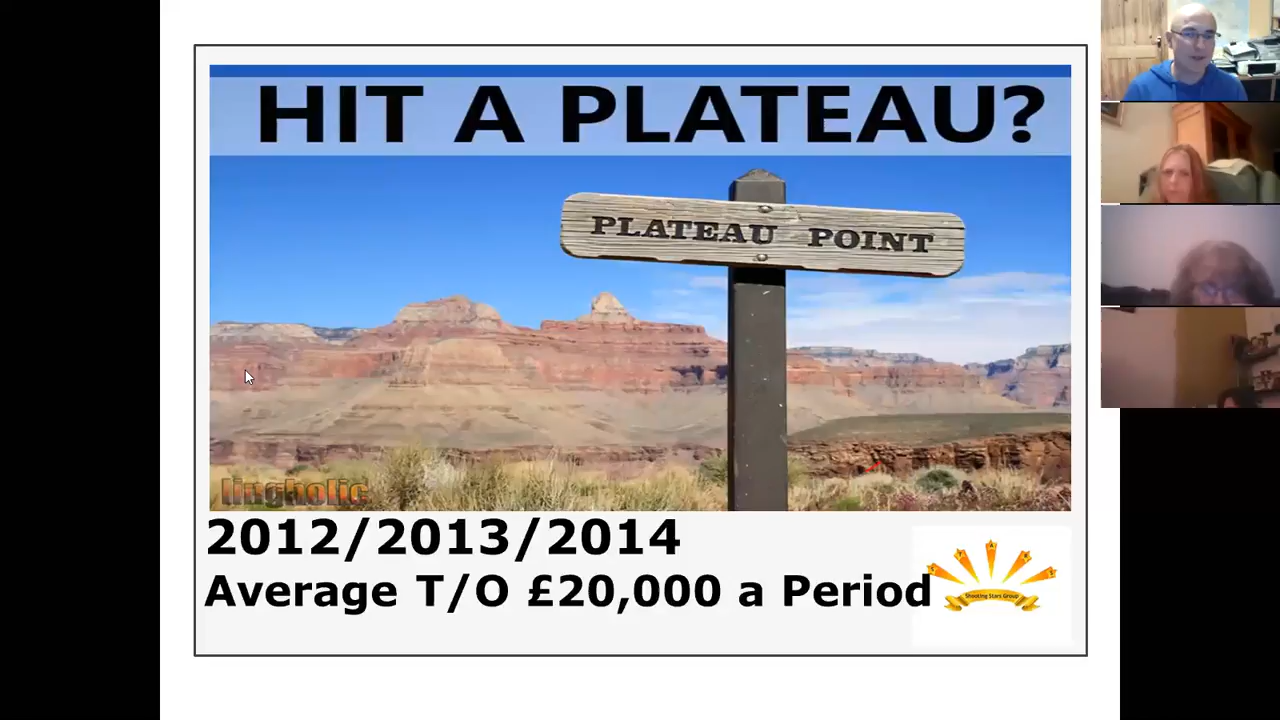 HIT A PLATEAU?
PLATEAU POINT
lingholic
2012/2013/2014
Average T/O £20,000 a Period
Shooting Stars Group